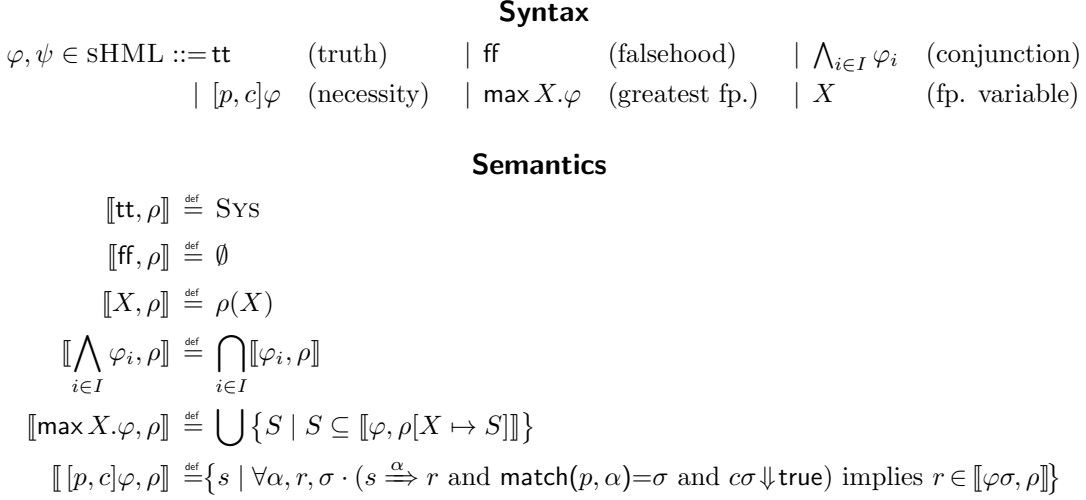 Syntax
φ, ψ ∈ sHML ::= tt (truth) | ff (falsehood) | ⋀_{i∈I} φ_i (conjunction)
| [p, c]φ (necessity) | max X.φ (greatest fp.) | X (fp. variable)
Semantics
⟦tt, ρ⟧ ≝ Sys
⟦ff, ρ⟧ ≝ ∅
⟦X, ρ⟧ ≝ ρ(X)
⟦⋀_{i∈I} φ_i, ρ⟧ ≝ ⋂_{i∈I} ⟦φ_i, ρ⟧
⟦max X.φ, ρ⟧ ≝ ⋃ {S | S ⊆ ⟦φ, ρ[X ↦ S]⟧}
⟦[p, c]φ, ρ⟧ ≝ {s | ∀α, r, σ · (s =α⇒ r and match(p, α)=σ and cσ⇓true) implies r ∈ ⟦φσ, ρ⟧}